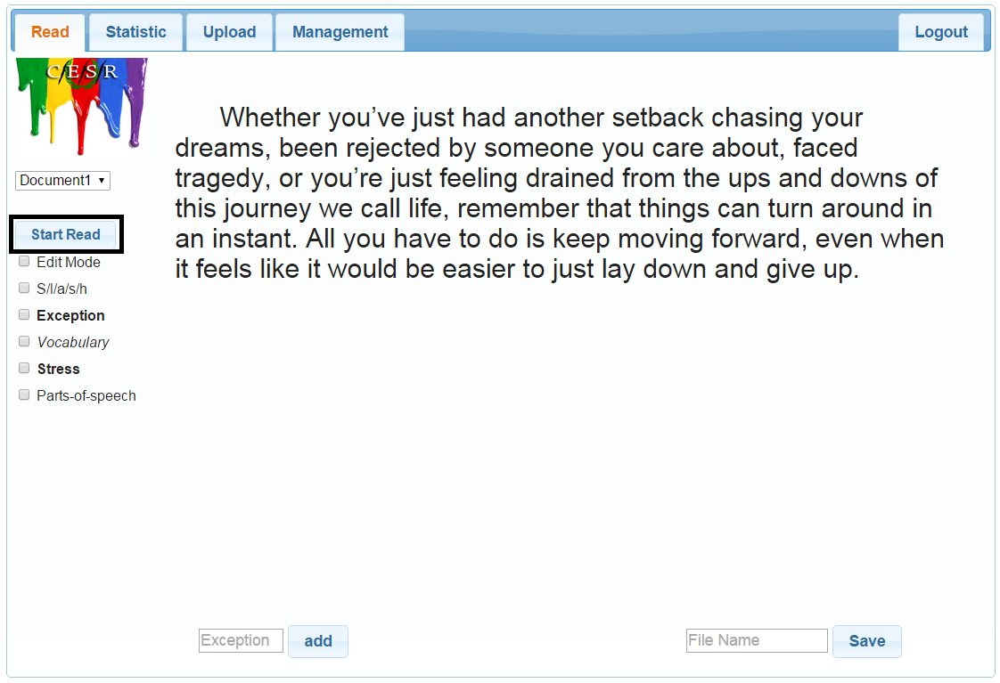 Read Statistic Upload Management Logout
C/E/S/R
Document1
Start Read
Edit Mode
S/l/a/s/h
Exception
Vocabulary
Stress
Parts-of-speech
Whether you’ve just had another setback chasing your
dreams, been rejected by someone you care about, faced
tragedy, or you’re just feeling drained from the ups and downs of
this journey we call life, remember that things can turn around in
an instant. All you have to do is keep moving forward, even when
it feels like it would be easier to just lay down and give up.
Exception add File Name Save